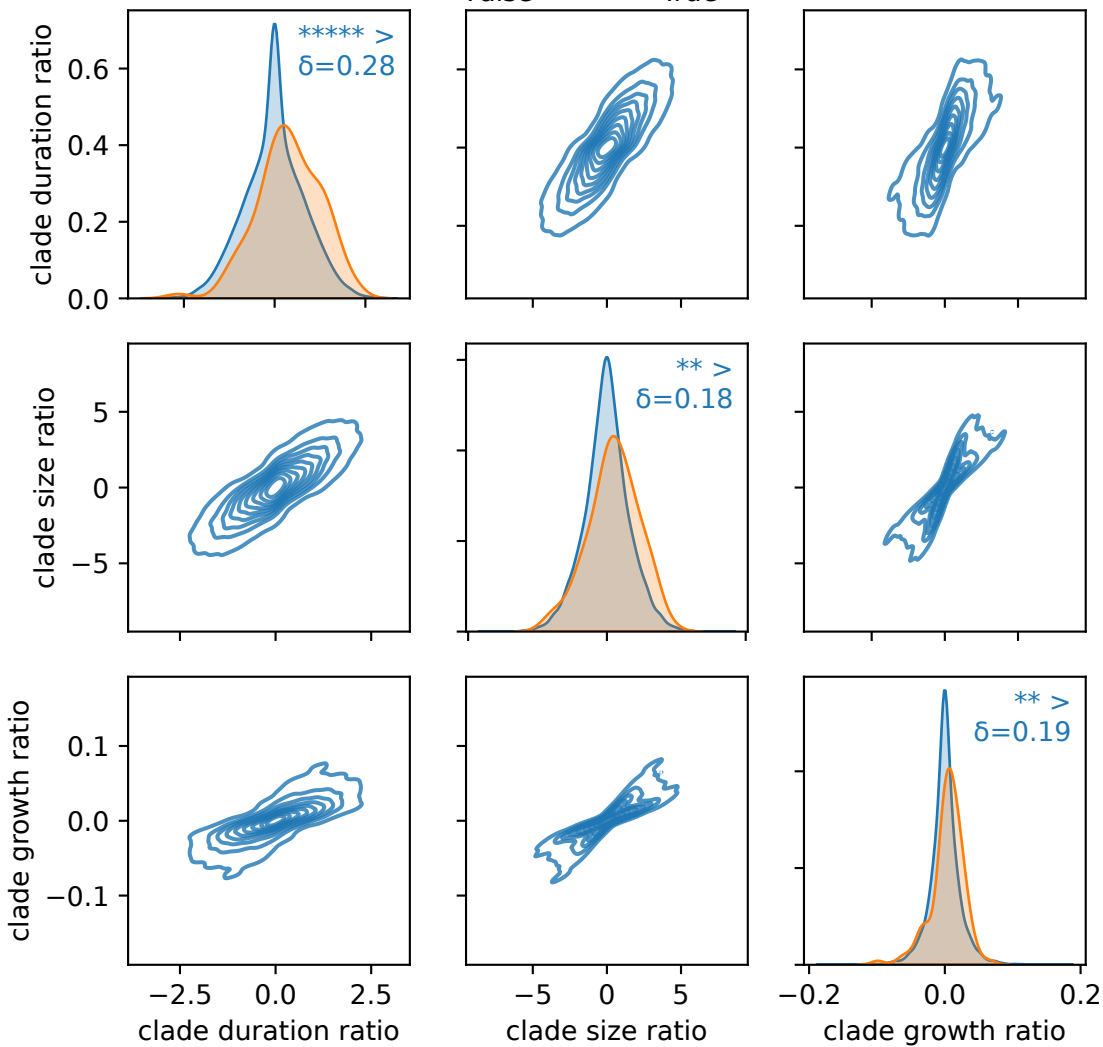 clade duration ratio
0.6
0.4
0.2
0.0
***** >
δ=0.28
clade size ratio
5
0
−5
** >
δ=0.18
clade growth ratio
0.1
0.0
−0.1
** >
δ=0.19
−2.5 0.0 2.5
−5 0 5
−0.2 0.0 0.2
clade duration ratio
clade size ratio
clade growth ratio